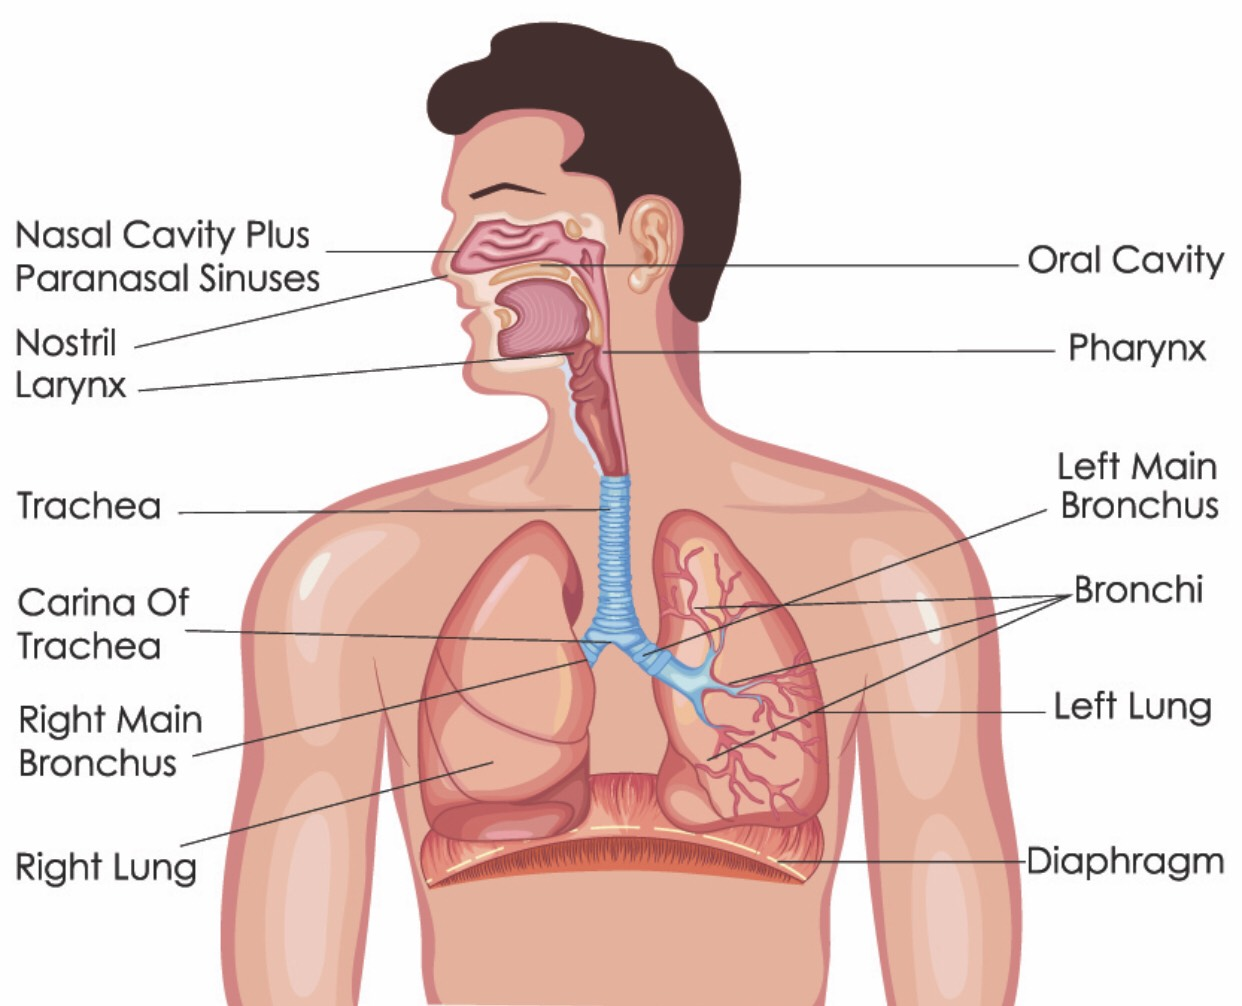 Nasal Cavity Plus
Paranasal Sinuses
Nostril
Larynx
Trachea
Carina Of
Trachea
Right Main
Bronchus
Right Lung
Oral Cavity
Pharynx
Left Main
Bronchus
Bronchi
Left Lung
Diaphragm